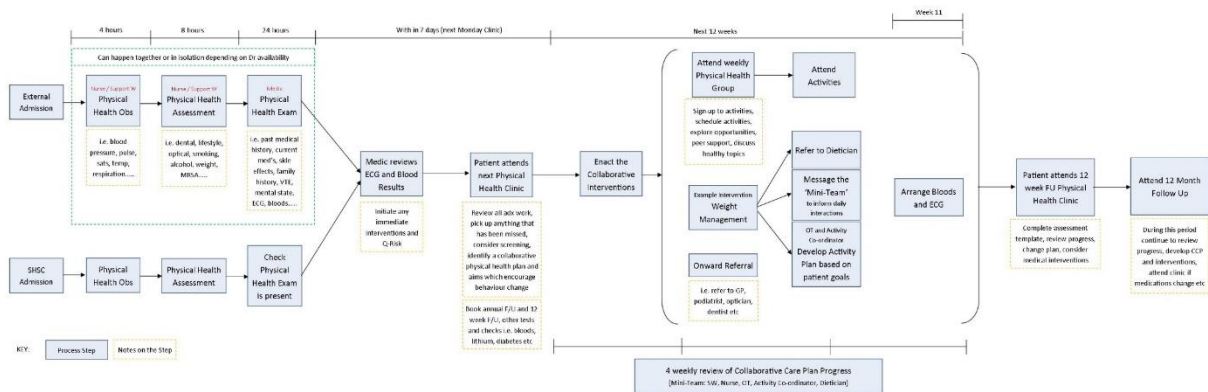 Week 11
4 hours
8 hours
24 hours
With in 7 days (next Monday Clinic)
Next 12 weeks
Can happen together or in isolation depending on Dr availability
External
Admission
Nurse / Support W
Physical
Health Obs
i.e. blood
pressure, pulse,
sats, temp,
respiration.....
Nurse / Support W
Physical Health
Assessment
i.e. dental, lifestyle,
optical, smoking,
alcohol, weight,
MRSA.....
Medic
Physical
Health Exam
i.e. past medical
history, current
med's, side
effects, family
history, VTE,
mental state,
ECG, bloods.....
SHSC
Admission
Physical
Health Obs
Physical Health
Assessment
Check
Physical
Health Exam
is present
Medic reviews
ECG and Blood
Results
Initiate any
immediate
interventions and
Q-Risk
Patient attends
next Physical
Health Clinic
Review all adx work,
pick up anything that
has been missed,
consider screening,
identify a collaborative
physical health plan and
aims which encourage
behaviour change
Book annual F/U and 12
week F/U, other tests
and checks i.e. bloods,
lithium, diabetes etc
Enact the
Collaborative
Interventions
Attend weekly
Physical Health
Group
Sign-up to activities,
schedule activities,
explore opportunities,
peer support, discuss
healthy topics
Attend
Activities
Example Intervention
Weight
Management
Refer to Dietician
Message the
'Mini-Team'
to inform daily
interactions
OT and Activity
Co-ordinator
Develop Activity
Plan based on
patient goals
Onward Referral
i.e. refer to GP,
podiatrist, optician,
dentist etc
Arrange Bloods
and ECG
Patient attends 12
week FU Physical
Health Clinic
Complete assessment
template, review progress,
change plan, consider
medical interventions
Attend 12 Month
Follow Up
During this period
continue to review
progress, develop CCP
and interventions,
attend clinic if
medications change etc
KEY:
Process Step
Notes on the Step
4 weekly review of Collaborative Care Plan Progress
(Mini-Team: SW, Nurse, OT, Activity Co-ordinator, Dietician)